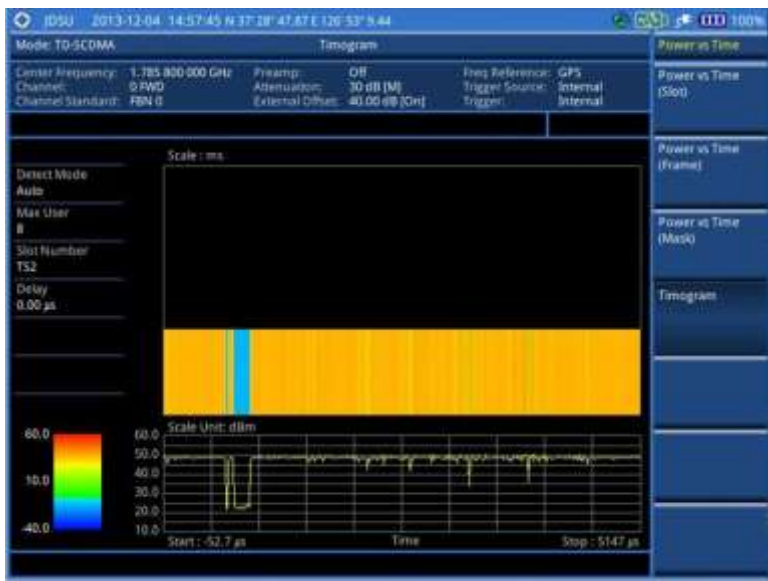 JDSU 2013-12-04 14:57:45 N 37° 28' 47.67 E 126° 53' 9.44 100%
Mode: TD-SCDMA Timogram Power vs Time
Center Frequency: 1.785 800 000 GHz Preamp: Off Freq Reference: GPS
Channel: 0 FWD Attenuation: 30 dB [M] Trigger Source: Internal
Channel Standard: FBN 0 External Offset: 40.00 dB [On] Trigger: Internal
Power vs Time
(Slot)
Scale : ms
Power vs Time
(Frame)
Detect Mode
Auto
Max User
8
Power vs Time
(Mask)
Slot Number
TS2
Delay
0.00 µs
Timogram
Scale Unit: dBm
60.0
10.0
-40.0
60.0
50.0
40.0
30.0
20.0
10.0
Start : -52.7 µs Time Stop : 5147 µs